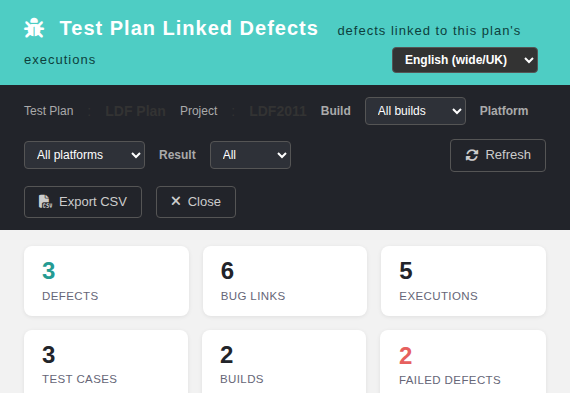 Test Plan Linked Defects defects linked to this plan's
executions English (wide/UK)
Test Plan : LDF Plan Project : LDF2011 Build All builds Platform
All platforms Result All Refresh
Export CSV Close
3 6 5
DEFECTS BUG LINKS EXECUTIONS
3 2 2
TEST CASES BUILDS FAILED DEFECTS